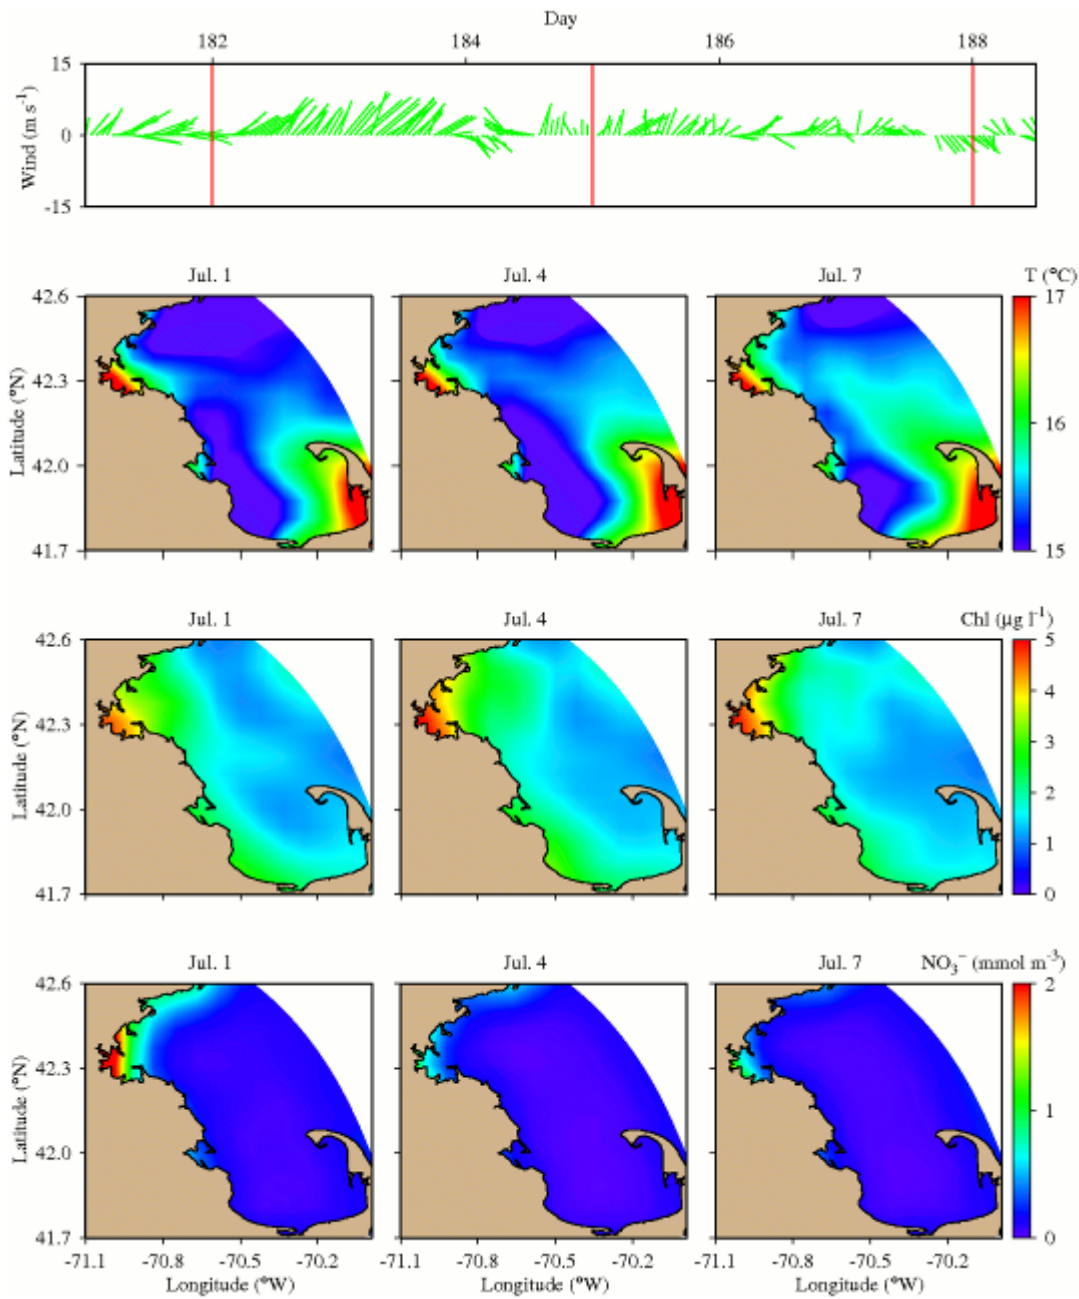 Day
182 184 186 188
15
0
-15
Wind (m s⁻¹)
Jul. 1 Jul. 4 Jul. 7 T (°C)
42.6
42.3
42.0
41.7
Latitude (°N)
17
16
15
Jul. 1 Jul. 4 Jul. 7 Chl (μg l⁻¹)
42.6
42.3
42.0
41.7
Latitude (°N)
5
4
3
2
1
0
Jul. 1 Jul. 4 Jul. 7 NO₃⁻ (mmol m⁻³)
42.6
42.3
42.0
41.7
Latitude (°N)
2
1
0
-71.1 -70.8 -70.5 -70.2 -71.1 -70.8 -70.5 -70.2 -71.1 -70.8 -70.5 -70.2
Longitude (°W) Longitude (°W) Longitude (°W)